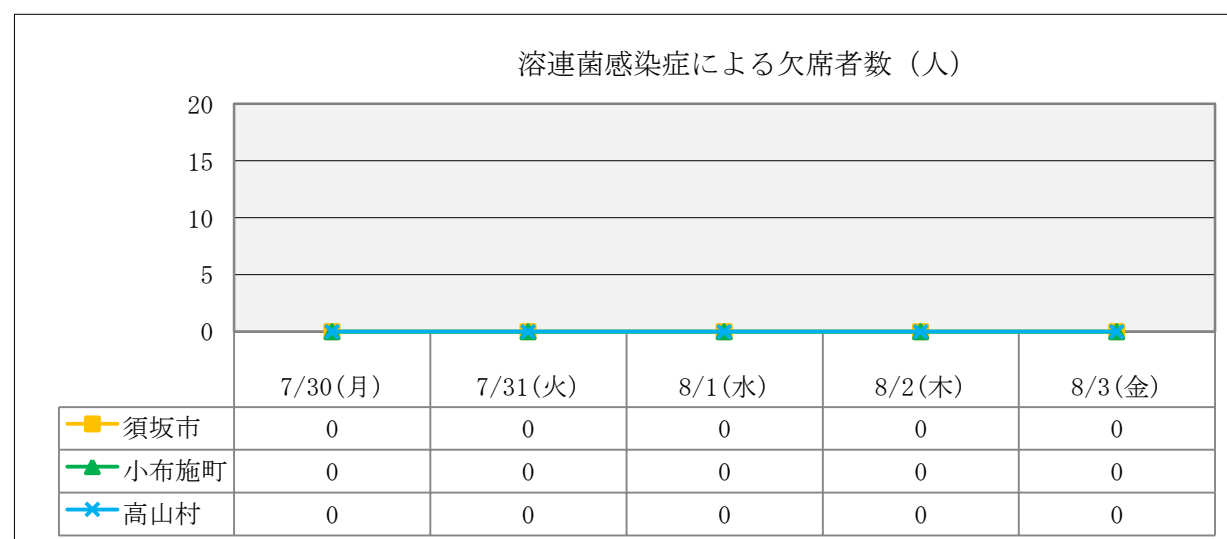 溶連菌感染症による欠席者数（人）
20
15
10
5
0
7/30(月) 7/31(火) 8/1(水) 8/2(木) 8/3(金)
須坂市 0 0 0 0 0
小布施町 0 0 0 0 0
高山村 0 0 0 0 0